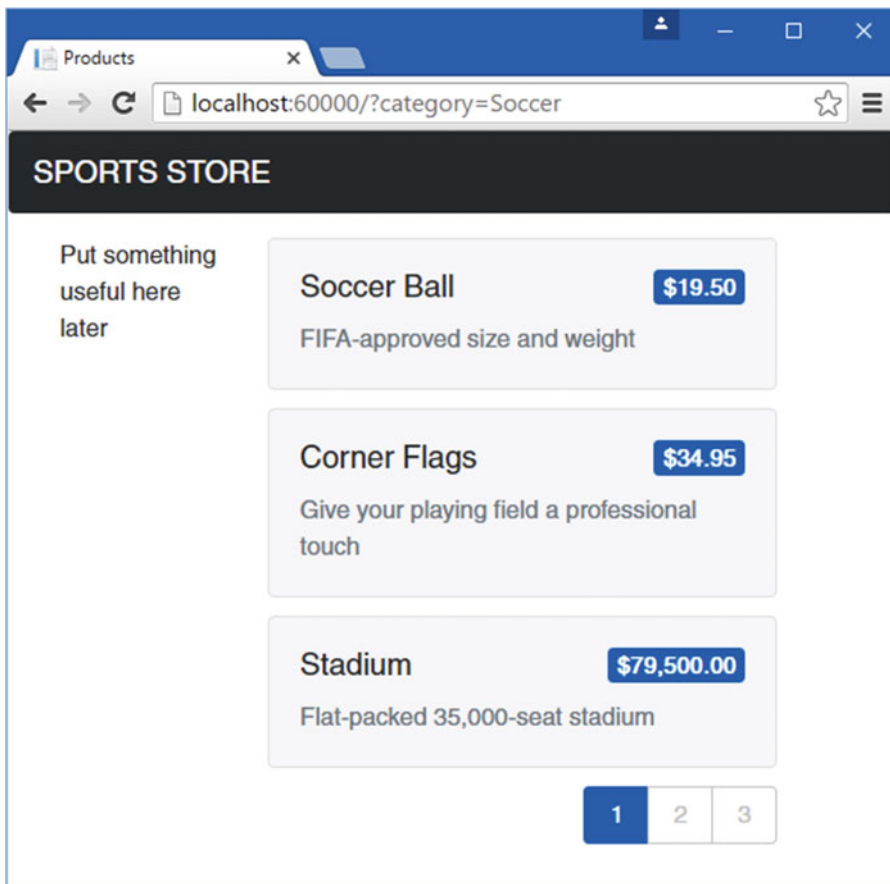 Products
localhost:60000/?category=Soccer
SPORTS STORE
Put something
useful here
later
Soccer Ball $19.50
FIFA-approved size and weight
Corner Flags $34.95
Give your playing field a professional
touch
Stadium $79,500.00
Flat-packed 35,000-seat stadium
1 2 3